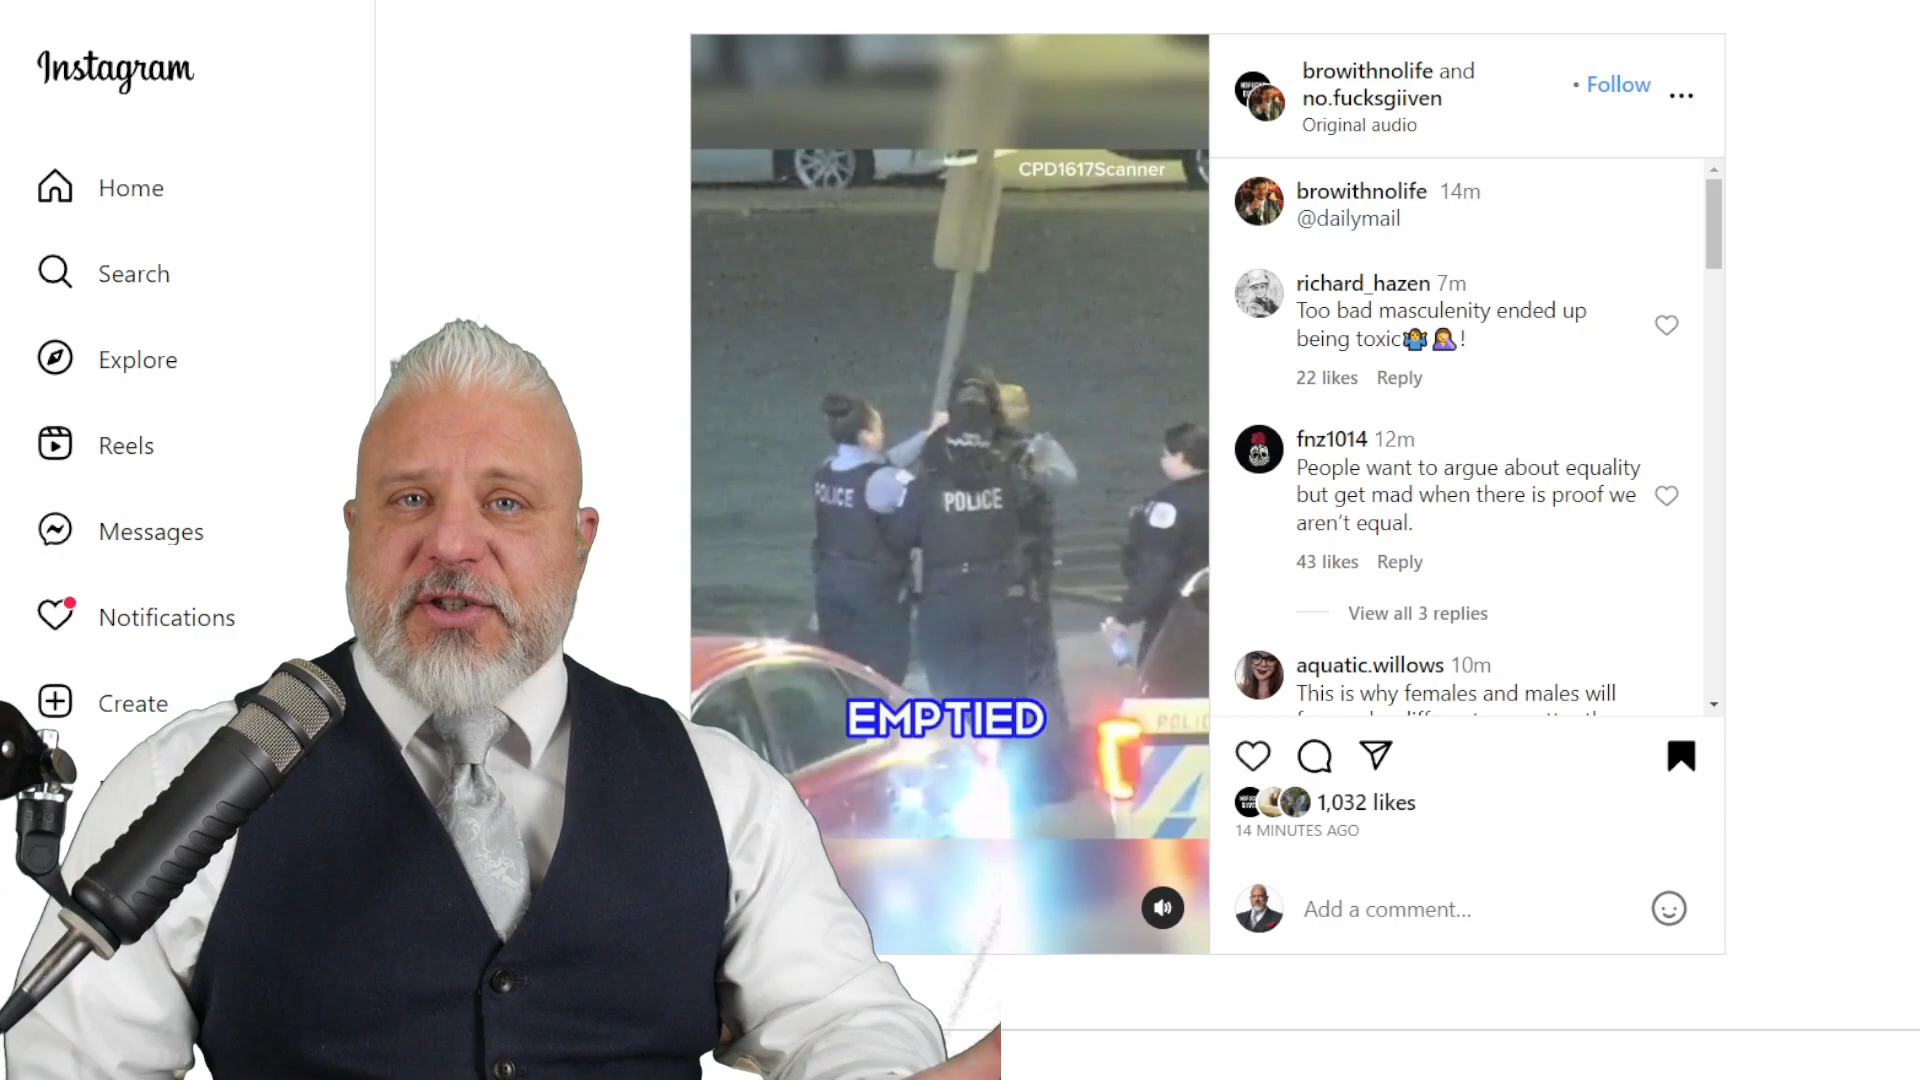 Instagram
Home
Search
Explore
Reels
Messages
Notifications
Create
CPD1617Scanner
POLICE
POLICE
EMPTIED
browithnolife and
no.fucksgiiven
Original audio
• Follow
browithnolife 14m
@dailymail
richard_hazen 7m
Too bad masculenity ended up
being toxic🤷‍♂️🤦‍♀️!
22 likes Reply
fnz1014 12m
People want to argue about equality
but get mad when there is proof we
aren't equal.
43 likes Reply
View all 3 replies
aquatic.willows 10m
This is why females and males will
1,032 likes
14 MINUTES AGO
Add a comment...